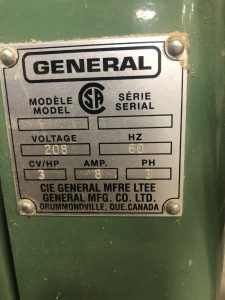 GENERAL
MODÈLE SÉRIE
MODEL SERIAL
VOLTAGE HZ
208 60
CV/HP AMP. PH
3 8 3
CIE GENERAL MFRE LTEE
GENERAL MFG. CO. LTD.
DRUMMONDVILLE, QUE. CANADA